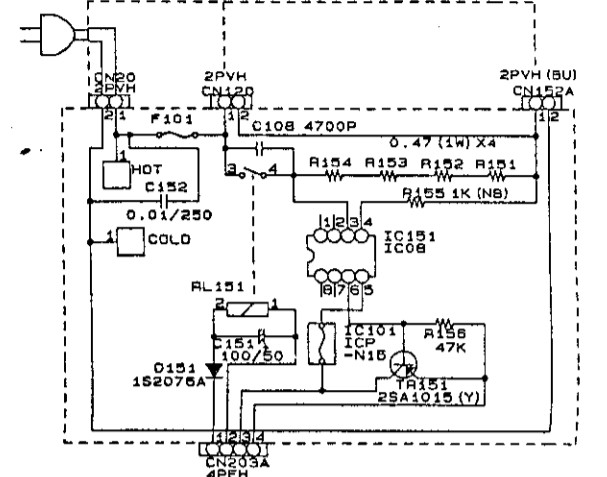 CN20
2PVH
2PVH
CN120
2PVH (BU)
CN152A
2 1
1 2
1 2
F101
C108 4700P
0.47 (1W) X4
1
HOT
3 4
R154 R153 R152 R151
C152
0.01/250
R155 1K (NB)
1 2 3 4
1
COLD
IC151
IC08
8 7 6 5
RL151
2 1
C151
100/50
IC101
ICP
-N15
R156
47K
D151
1S2076A
TR151
2SA1015 (Y)
1 2 3 4
CN203A
4PFH